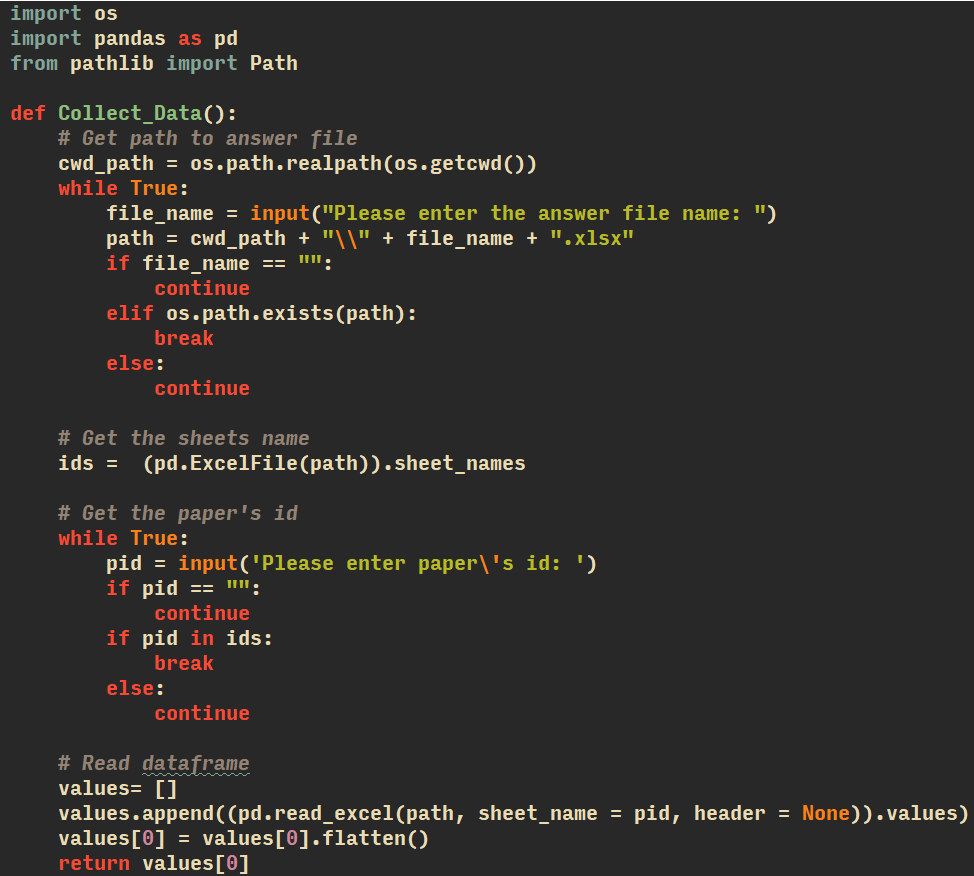 import os
import pandas as pd
from pathlib import Path

def Collect_Data():
    # Get path to answer file
    cwd_path = os.path.realpath(os.getcwd())
    while True:
        file_name = input("Please enter the answer file name: ")
        path = cwd_path + "\\" + file_name + ".xlsx"
        if file_name == "":
            continue
        elif os.path.exists(path):
            break
        else:
            continue

    # Get the sheets name
    ids =  (pd.ExcelFile(path)).sheet_names

    # Get the paper's id
    while True:
        pid = input('Please enter paper\'s id: ')
        if pid == "":
            continue
        if pid in ids:
            break
        else:
            continue

    # Read dataframe
    values= []
    values.append((pd.read_excel(path, sheet_name = pid, header = None)).values)
    values[0] = values[0].flatten()
    return values[0]